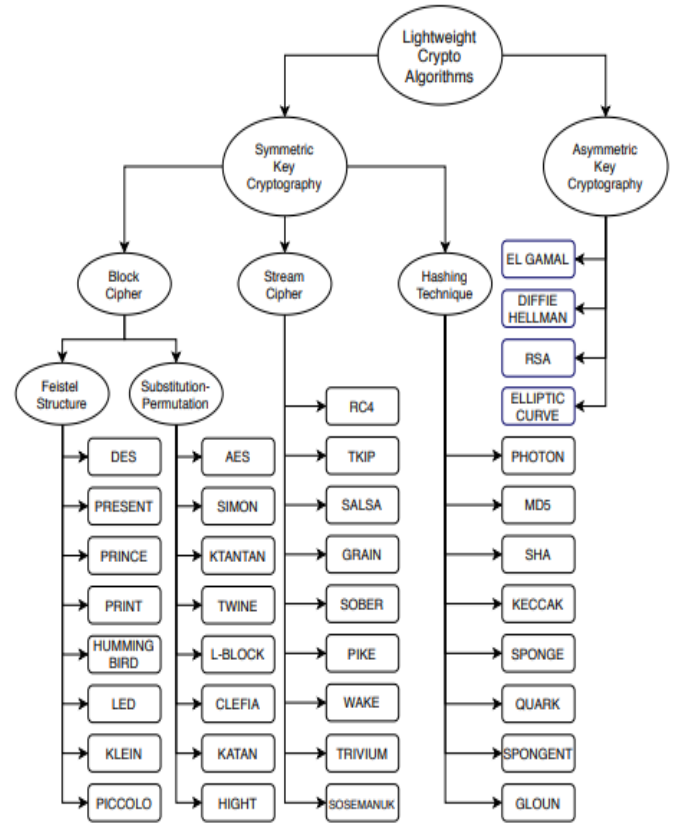 Lightweight
Crypto
Algorithms
Symmetric
Key
Cryptography
Asymmetric
Key
Cryptography
Block
Cipher
Stream
Cipher
Hashing
Technique
EL GAMAL
DIFFIE
HELLMAN
RSA
ELLIPTIC
CURVE
Feistel
Structure
Substitution-
Permutation
DES
PRESENT
PRINCE
PRINT
HUMMING
BIRD
LED
KLEIN
PICCOLO
AES
SIMON
KTANTAN
TWINE
L-BLOCK
CLEFIA
KATAN
HIGHT
RC4
TKIP
SALSA
GRAIN
SOBER
PIKE
WAKE
TRIVIUM
SOSEMANUK
PHOTON
MD5
SHA
KECCAK
SPONGE
QUARK
SPONGENT
GLOUN